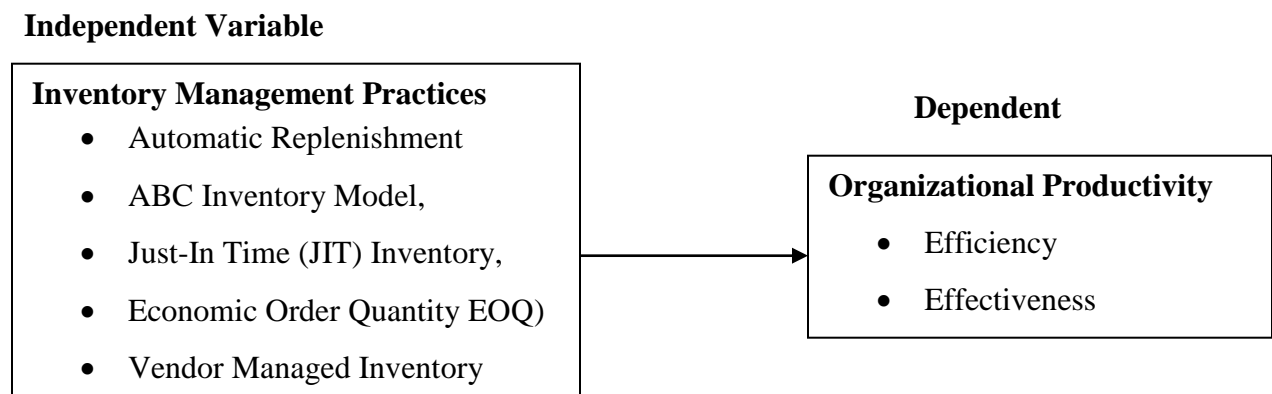 Independent Variable
Inventory Management Practices
• Automatic Replenishment
• ABC Inventory Model,
• Just-In Time (JIT) Inventory,
• Economic Order Quantity EOQ)
• Vendor Managed Inventory
Dependent
Organizational Productivity
• Efficiency
• Effectiveness